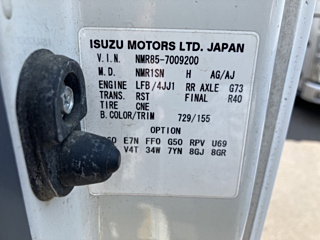 ISUZU MOTORS LTD. JAPAN
V. I. N. NMR85-7009200
M. D. NMR1SN H AG/AJ
ENGINE LFB /4JJ1 RR AXLE G73
TRANS. RST FINAL R40
TIRE CNE
B. COLOR/TRIM 729/155
OPTION
E7N FF0 G50 RPV U69
V4T 34W 7YN 8GJ 8GR